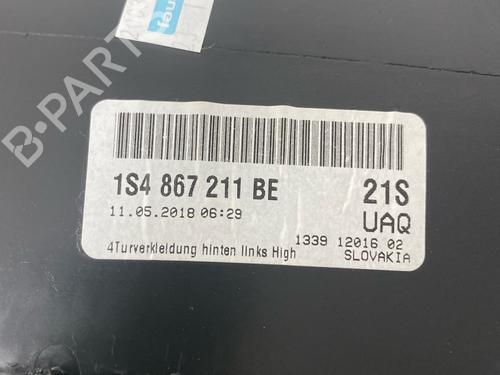 B-PARTS
1S4 867 211 BE
21S
11.05.2018 06:29
UAQ
1339 12016 02
4Turverkleidung hinten links High
SLOVAKIA